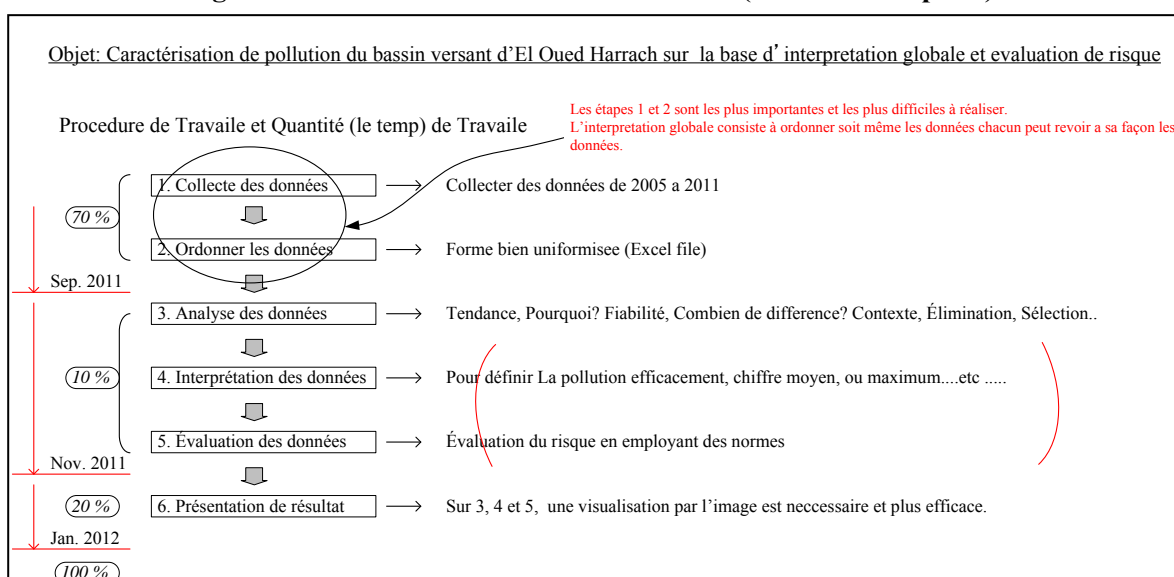 Objet: Caractérisation de pollution du bassin versant d'El Oued Harrach sur la base d' interpretation globale et evaluation de risque
Les étapes 1 et 2 sont les plus importantes et les plus difficiles à réaliser.
L'interpretation globale consiste à ordonner soit même les données chacun peut revoir a sa façon les
données.
Procedure de Travaile et Quantité (le temp) de Travaile
1. Collecte des données
Collecter des données de 2005 a 2011
70 %
2. Ordonner les données
Forme bien uniformisee (Excel file)
Sep. 2011
3. Analyse des données
Tendance, Pourquoi? Fiabilité, Combien de difference? Contexte, Élimination, Sélection..
10 %
4. Interprétation des données
Pour définir La pollution efficacement, chiffre moyen, ou maximum....etc .....
5. Évaluation des données
Évaluation du risque en employant des normes
Nov. 2011
20 %
6. Présentation de résultat
Sur 3, 4 et 5, une visualisation par l'image est neccessaire et plus efficace.
Jan. 2012
100 %